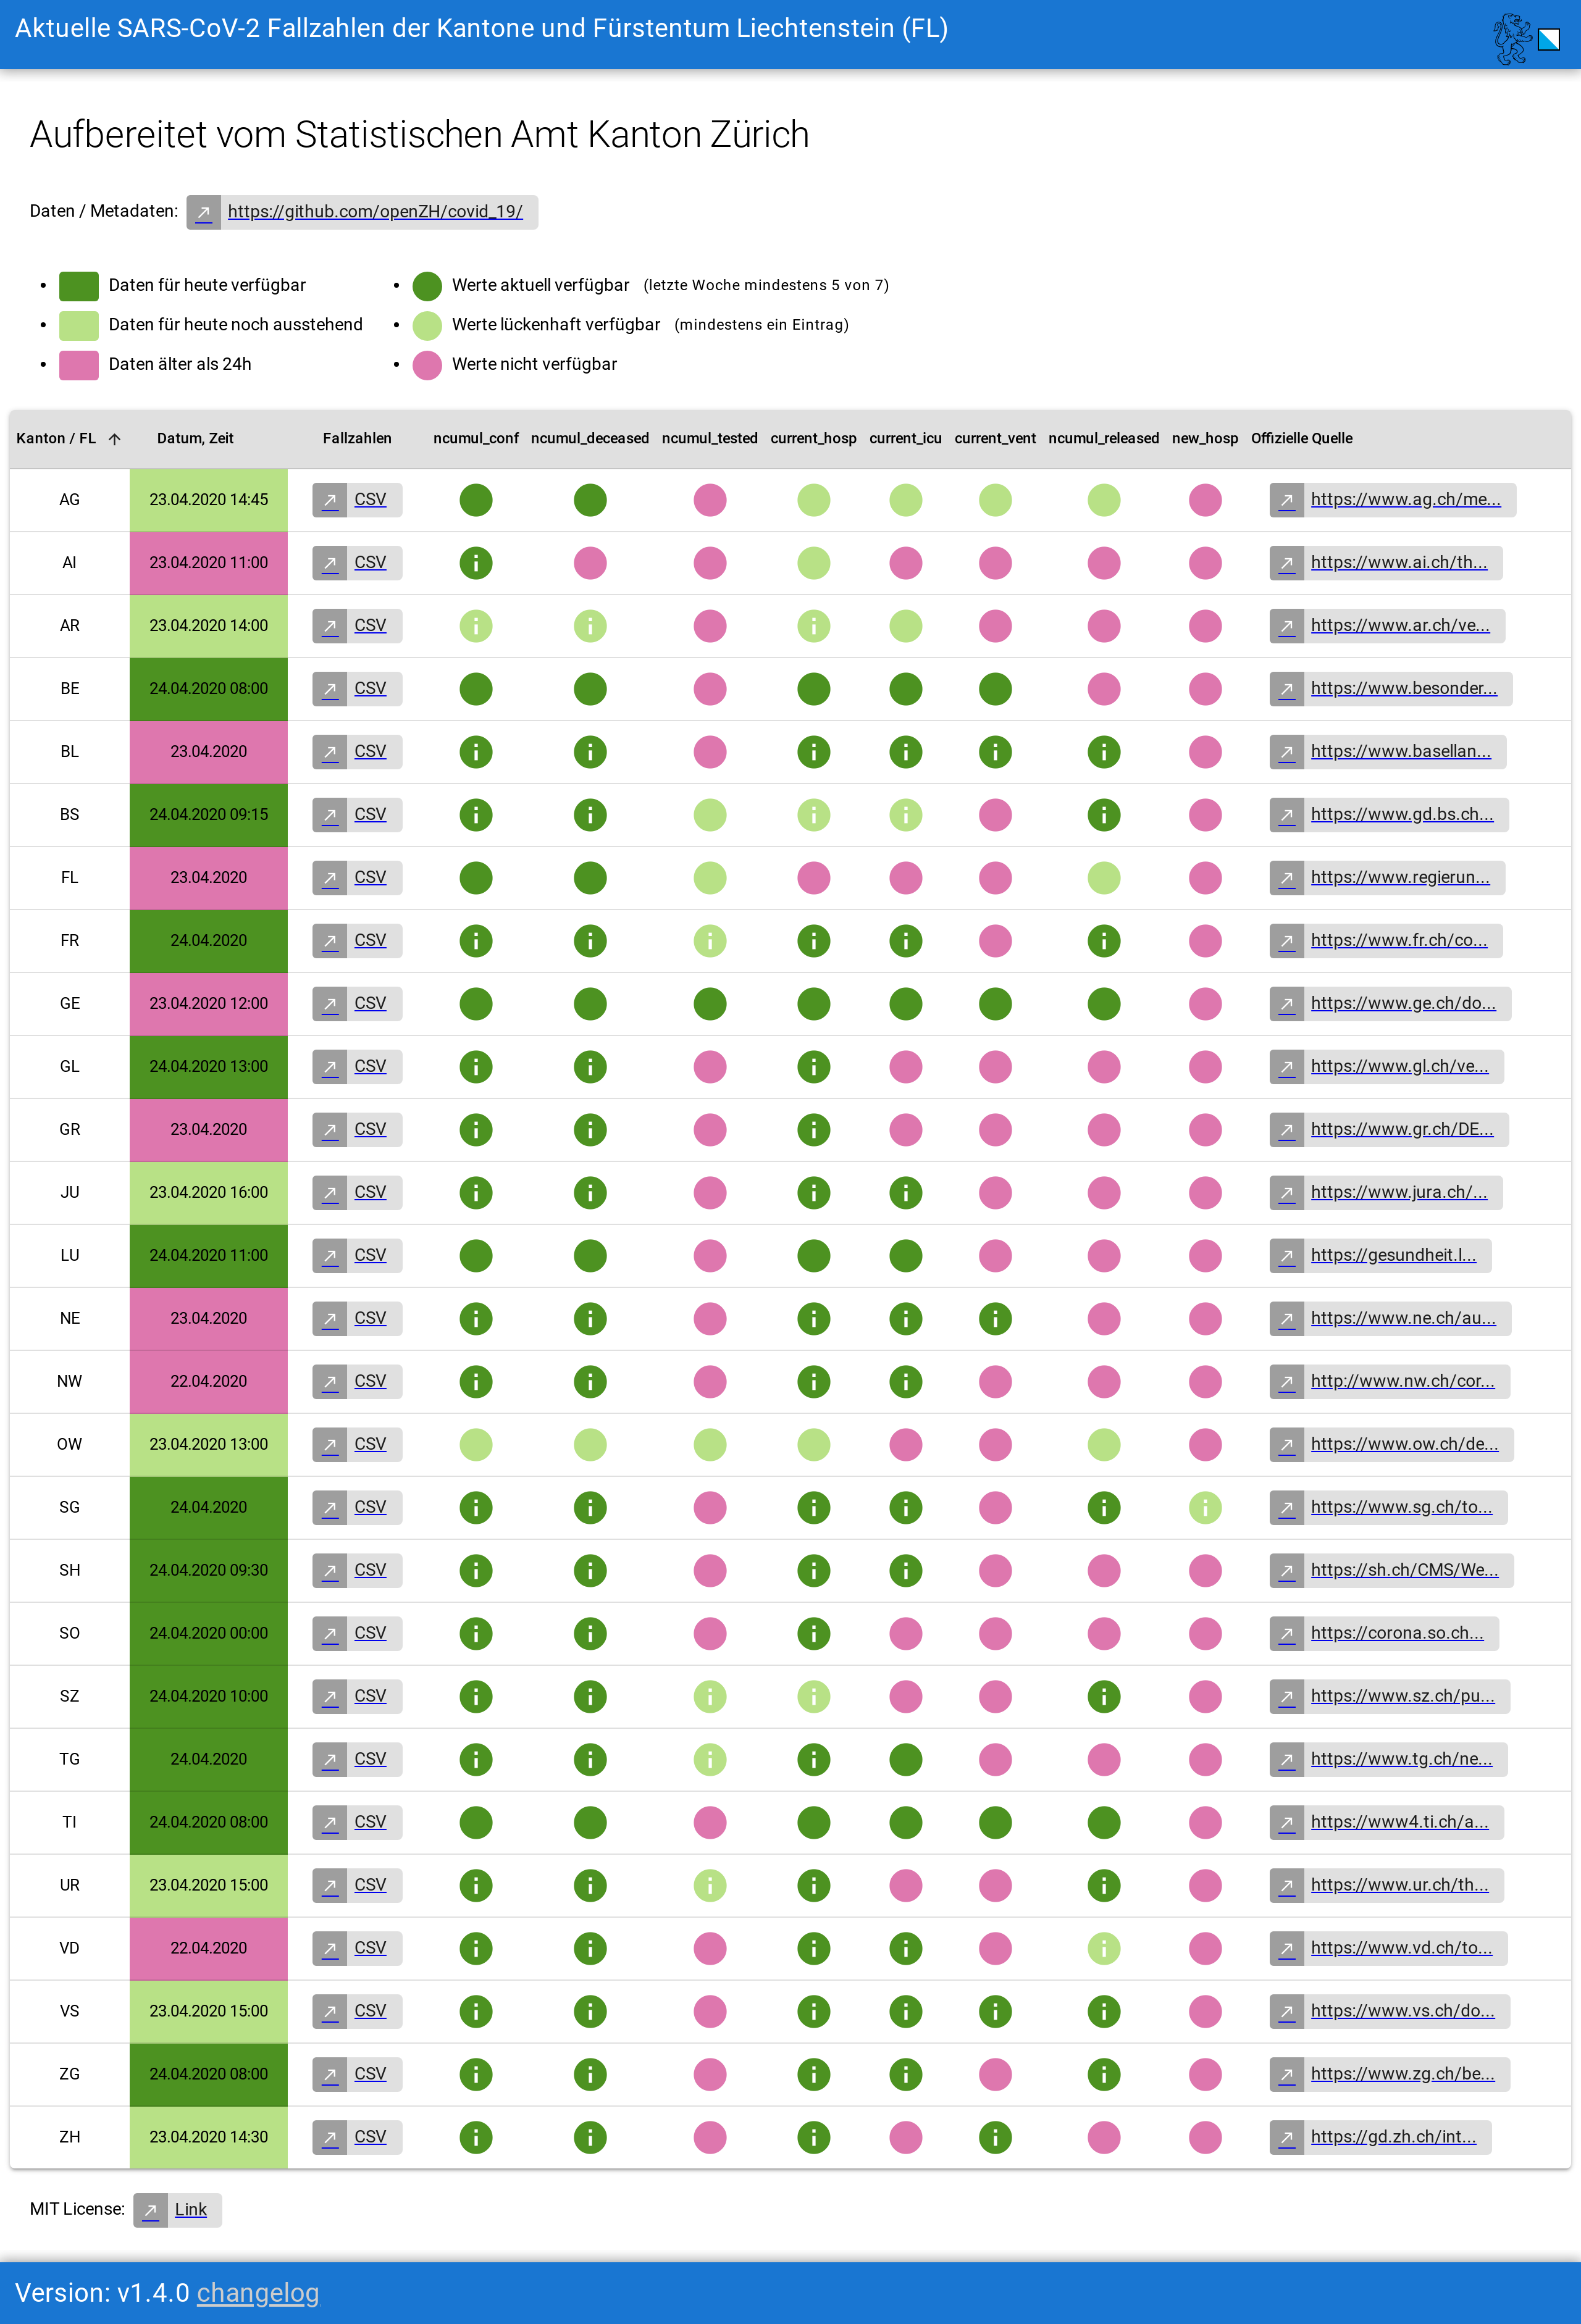 Aktuelle SARS-CoV-2 Fallzahlen der Kantone und Fürstentum Liechtenstein (FL)
Aufbereitet vom Statistischen Amt Kanton Zürich
Daten / Metadaten: https://github.com/openZH/covid_19/
Daten für heute verfügbar
Daten für heute noch ausstehend
Daten älter als 24h
Werte aktuell verfügbar (letzte Woche mindestens 5 von 7)
Werte lückenhaft verfügbar (mindestens ein Eintrag)
Werte nicht verfügbar
Kanton / FL Datum, Zeit Fallzahlen ncumul_conf ncumul_deceased ncumul_tested current_hosp current_icu current_vent ncumul_released new_hosp Offizielle Quelle
AG 23.04.2020 14:45 CSV https://www.ag.ch/me...
AI 23.04.2020 11:00 CSV https://www.ai.ch/th...
AR 23.04.2020 14:00 CSV https://www.ar.ch/ve...
BE 24.04.2020 08:00 CSV https://www.besonder...
BL 23.04.2020 CSV https://www.basellan...
BS 24.04.2020 09:15 CSV https://www.gd.bs.ch...
FL 23.04.2020 CSV https://www.regierun...
FR 24.04.2020 CSV https://www.fr.ch/co...
GE 23.04.2020 12:00 CSV https://www.ge.ch/do...
GL 24.04.2020 13:00 CSV https://www.gl.ch/ve...
GR 23.04.2020 CSV https://www.gr.ch/DE...
JU 23.04.2020 16:00 CSV https://www.jura.ch/...
LU 24.04.2020 11:00 CSV https://gesundheit.l...
NE 23.04.2020 CSV https://www.ne.ch/au...
NW 22.04.2020 CSV http://www.nw.ch/cor...
OW 23.04.2020 13:00 CSV https://www.ow.ch/de...
SG 24.04.2020 CSV https://www.sg.ch/to...
SH 24.04.2020 09:30 CSV https://sh.ch/CMS/We...
SO 24.04.2020 00:00 CSV https://corona.so.ch...
SZ 24.04.2020 10:00 CSV https://www.sz.ch/pu...
TG 24.04.2020 CSV https://www.tg.ch/ne...
TI 24.04.2020 08:00 CSV https://www4.ti.ch/a...
UR 23.04.2020 15:00 CSV https://www.ur.ch/th...
VD 22.04.2020 CSV https://www.vd.ch/to...
VS 23.04.2020 15:00 CSV https://www.vs.ch/do...
ZG 24.04.2020 08:00 CSV https://www.zg.ch/be...
ZH 23.04.2020 14:30 CSV https://gd.zh.ch/int...
MIT License: Link
Version: v1.4.0 changelog